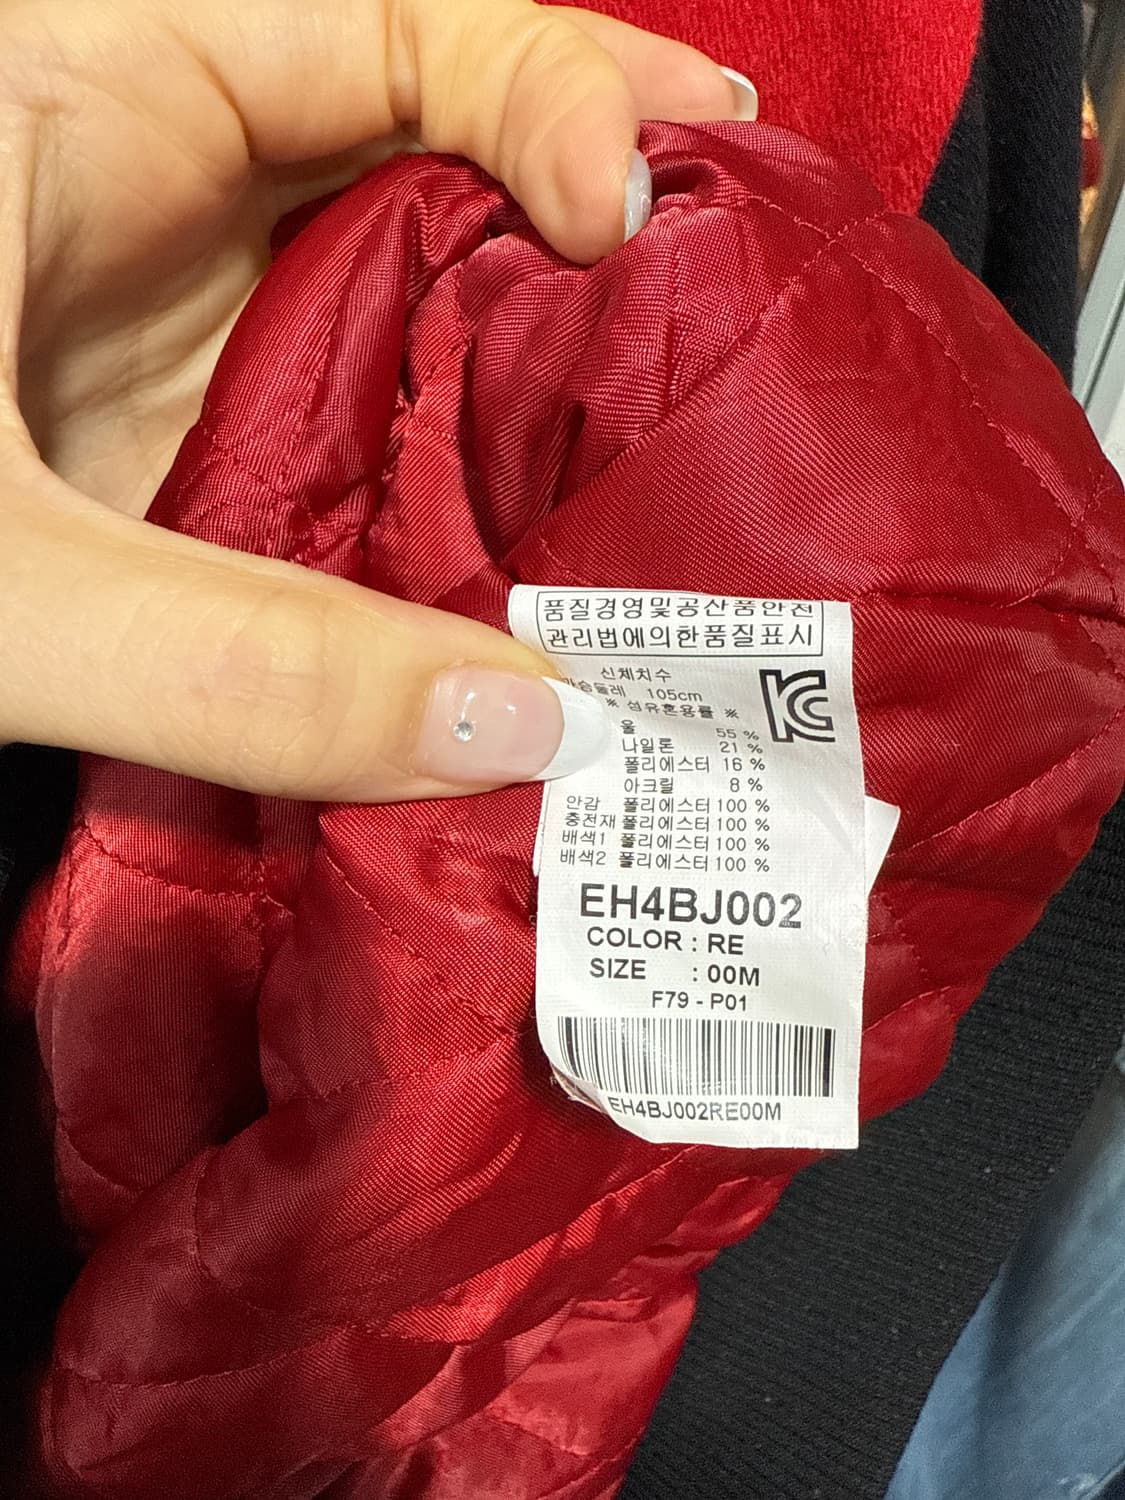 품질경영및공산품안전
관리법에의한품질표시
신체치수
가슴둘레 105cm
※ 섬유혼용률 ※
울 55 %
나일론 21 %
폴리에스터 16 %
아크릴 8 %
안감 폴리에스터 100 %
충전재 폴리에스터 100 %
배색1 폴리에스터 100 %
배색2 폴리에스터 100 %
EH4BJ002
COLOR : RE
SIZE : 00M
F79 - P01
EH4BJ002RE00M